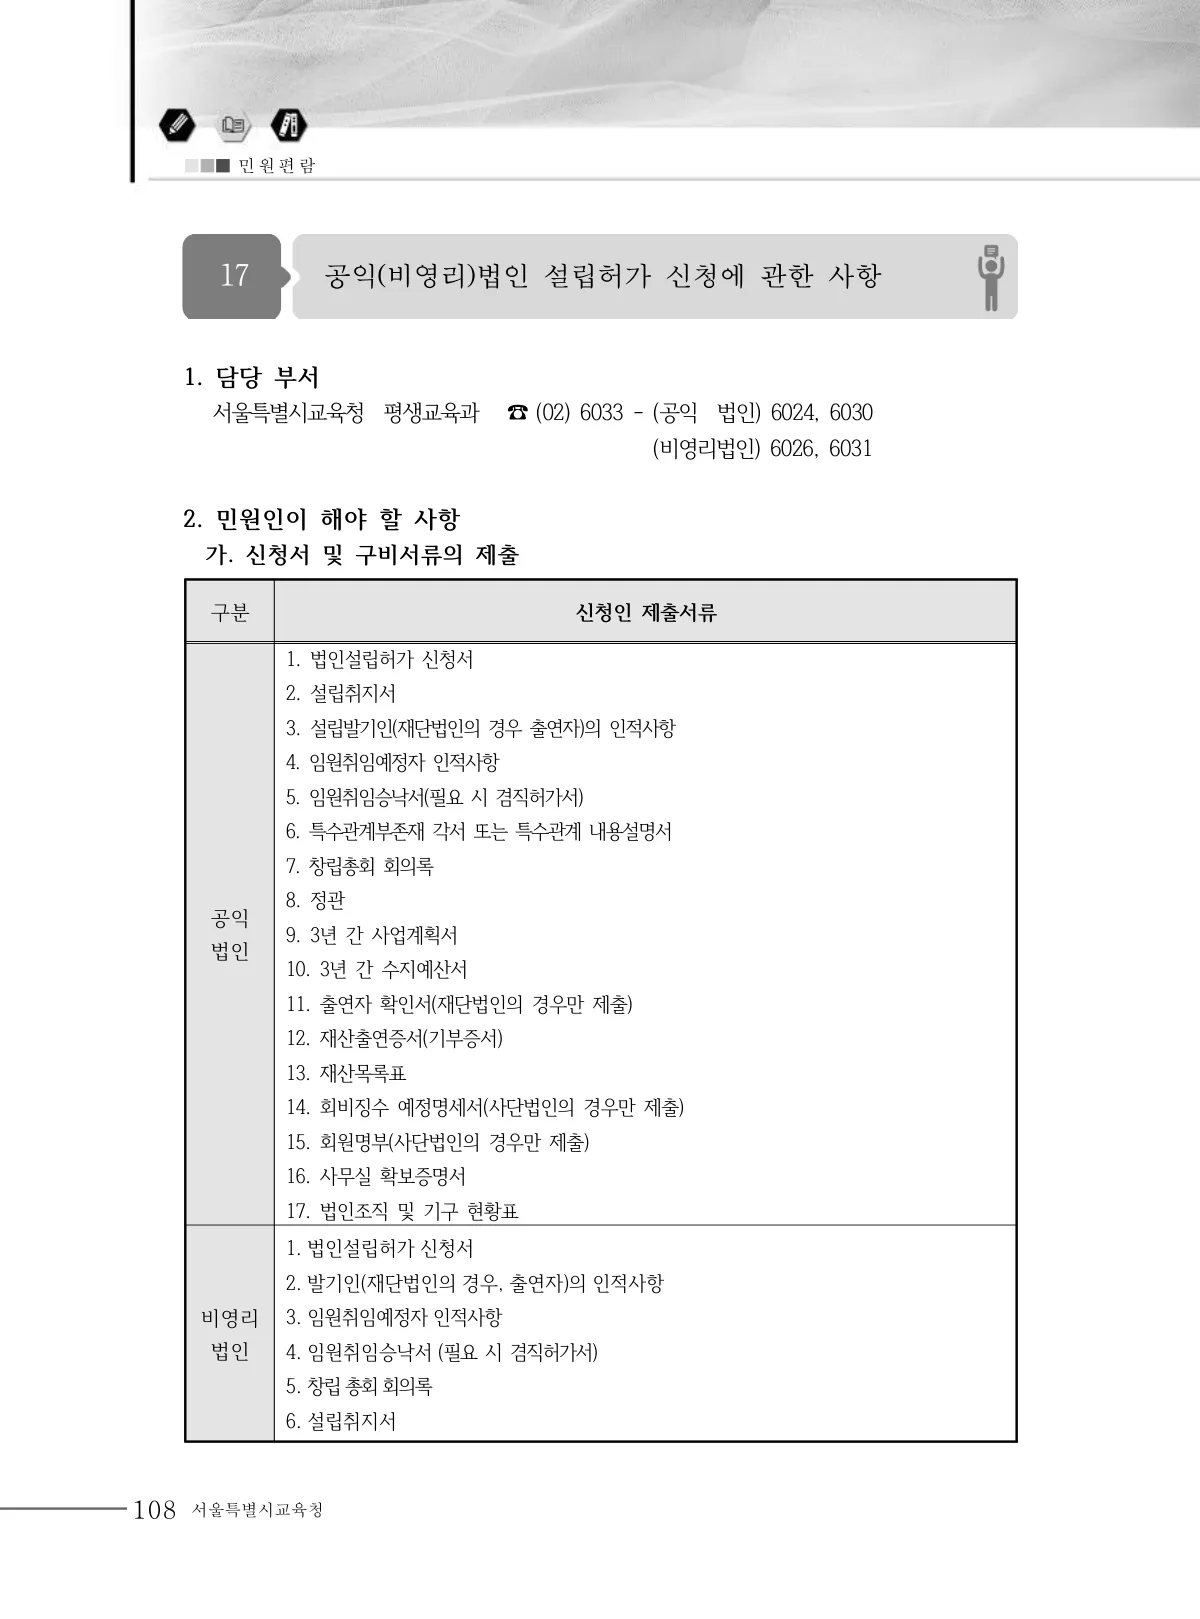 민원편람
17
공익(비영리)법인 설립허가 신청에 관한 사항
1. 담당 부서
서울특별시교육청 평생교육과 ☎ (02) 6033 - (공익 법인) 6024, 6030
(비영리법인) 6026, 6031
2. 민원인이 해야 할 사항
가. 신청서 및 구비서류의 제출
구분 신청인 제출서류
공익
법인
1. 법인설립허가 신청서
2. 설립취지서
3. 설립발기인(재단법인의 경우 출연자)의 인적사항
4. 임원취임예정자 인적사항
5. 임원취임승낙서(필요 시 겸직허가서)
6. 특수관계부존재 각서 또는 특수관계 내용설명서
7. 창립총회 회의록
8. 정관
9. 3년 간 사업계획서
10. 3년 간 수지예산서
11. 출연자 확인서(재단법인의 경우만 제출)
12. 재산출연증서(기부증서)
13. 재산목록표
14. 회비징수 예정명세서(사단법인의 경우만 제출)
15. 회원명부(사단법인의 경우만 제출)
16. 사무실 확보증명서
17. 법인조직 및 기구 현황표
비영리
법인
1. 법인설립허가 신청서
2. 발기인(재단법인의 경우, 출연자)의 인적사항
3. 임원취임예정자 인적사항
4. 임원취임승낙서 (필요 시 겸직허가서)
5. 창립 총회 회의록
6. 설립취지서
108 서울특별시교육청